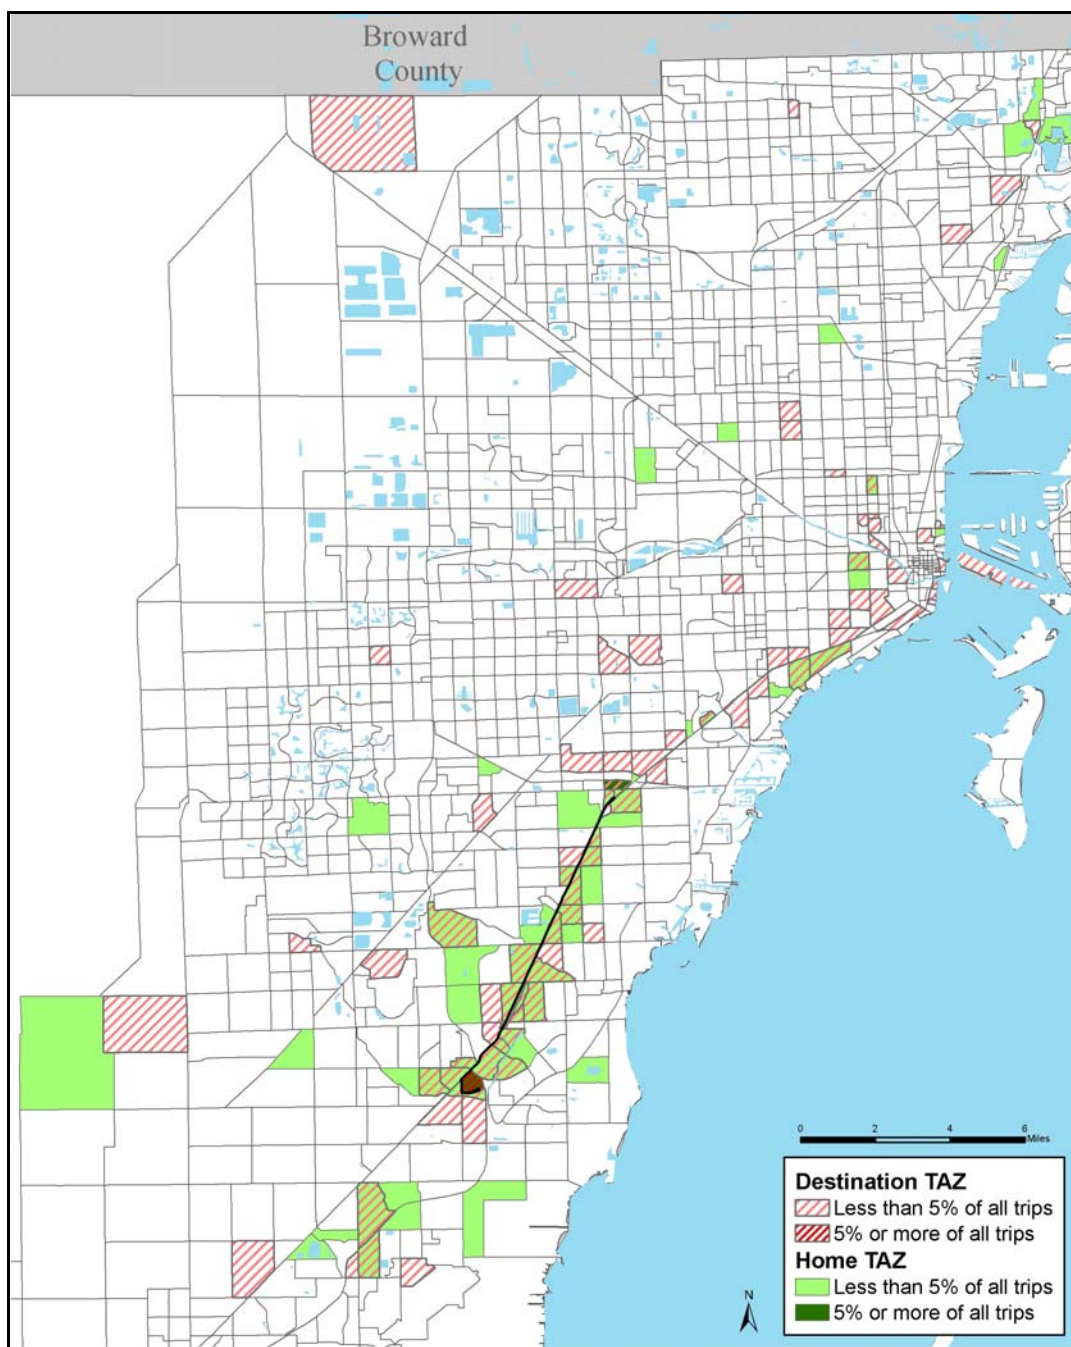 Broward
County
0 2 4 6
Miles
Destination TAZ
Less than 5% of all trips
5% or more of all trips
Home TAZ
Less than 5% of all trips
5% or more of all trips
N